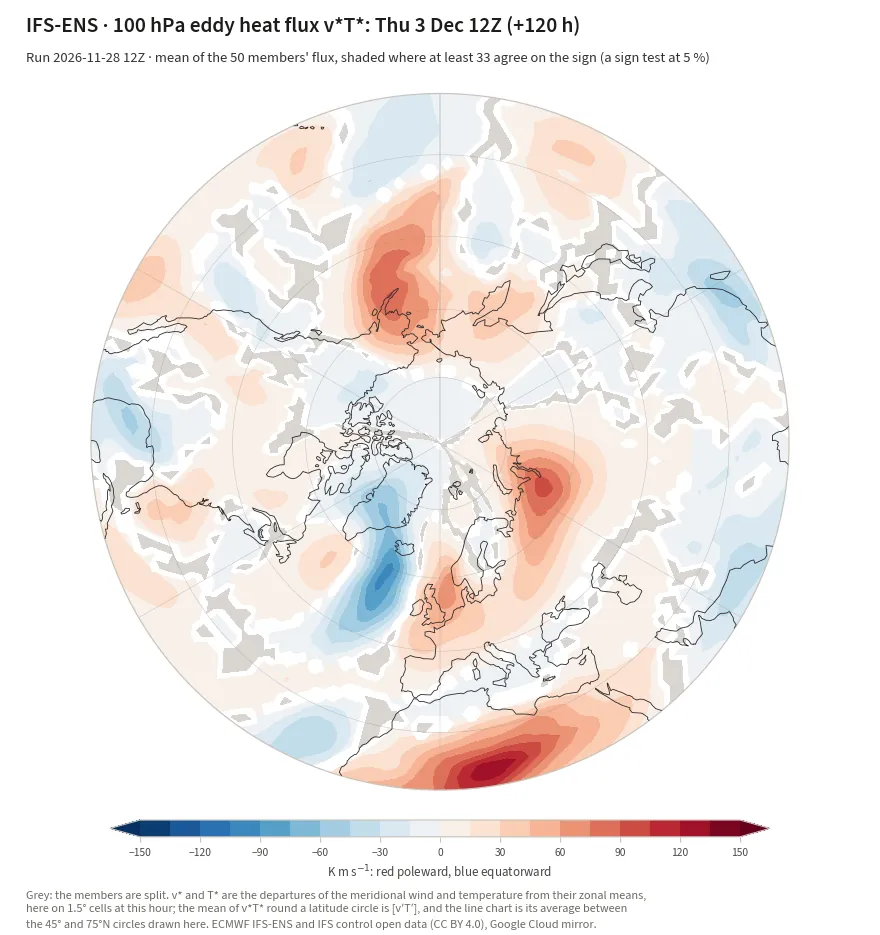 IFS-ENS · 100 hPa eddy heat flux v*T*: Thu 3 Dec 12Z (+120 h)
Run 2026-11-28 12Z · mean of the 50 members' flux, shaded where at least 33 agree on the sign (a sign test at 5 %)
−150 −120 −90 −60 −30 0 30 60 90 120 150
K m s⁻¹: red poleward, blue equatorward
Grey: the members are split. v* and T* are the departures of the meridional wind and temperature from their zonal means,
here on 1.5° cells at this hour; the mean of v*T* round a latitude circle is [v'T'], and the line chart is its average between
the 45° and 75°N circles drawn here. ECMWF IFS-ENS and IFS control open data (CC BY 4.0), Google Cloud mirror.